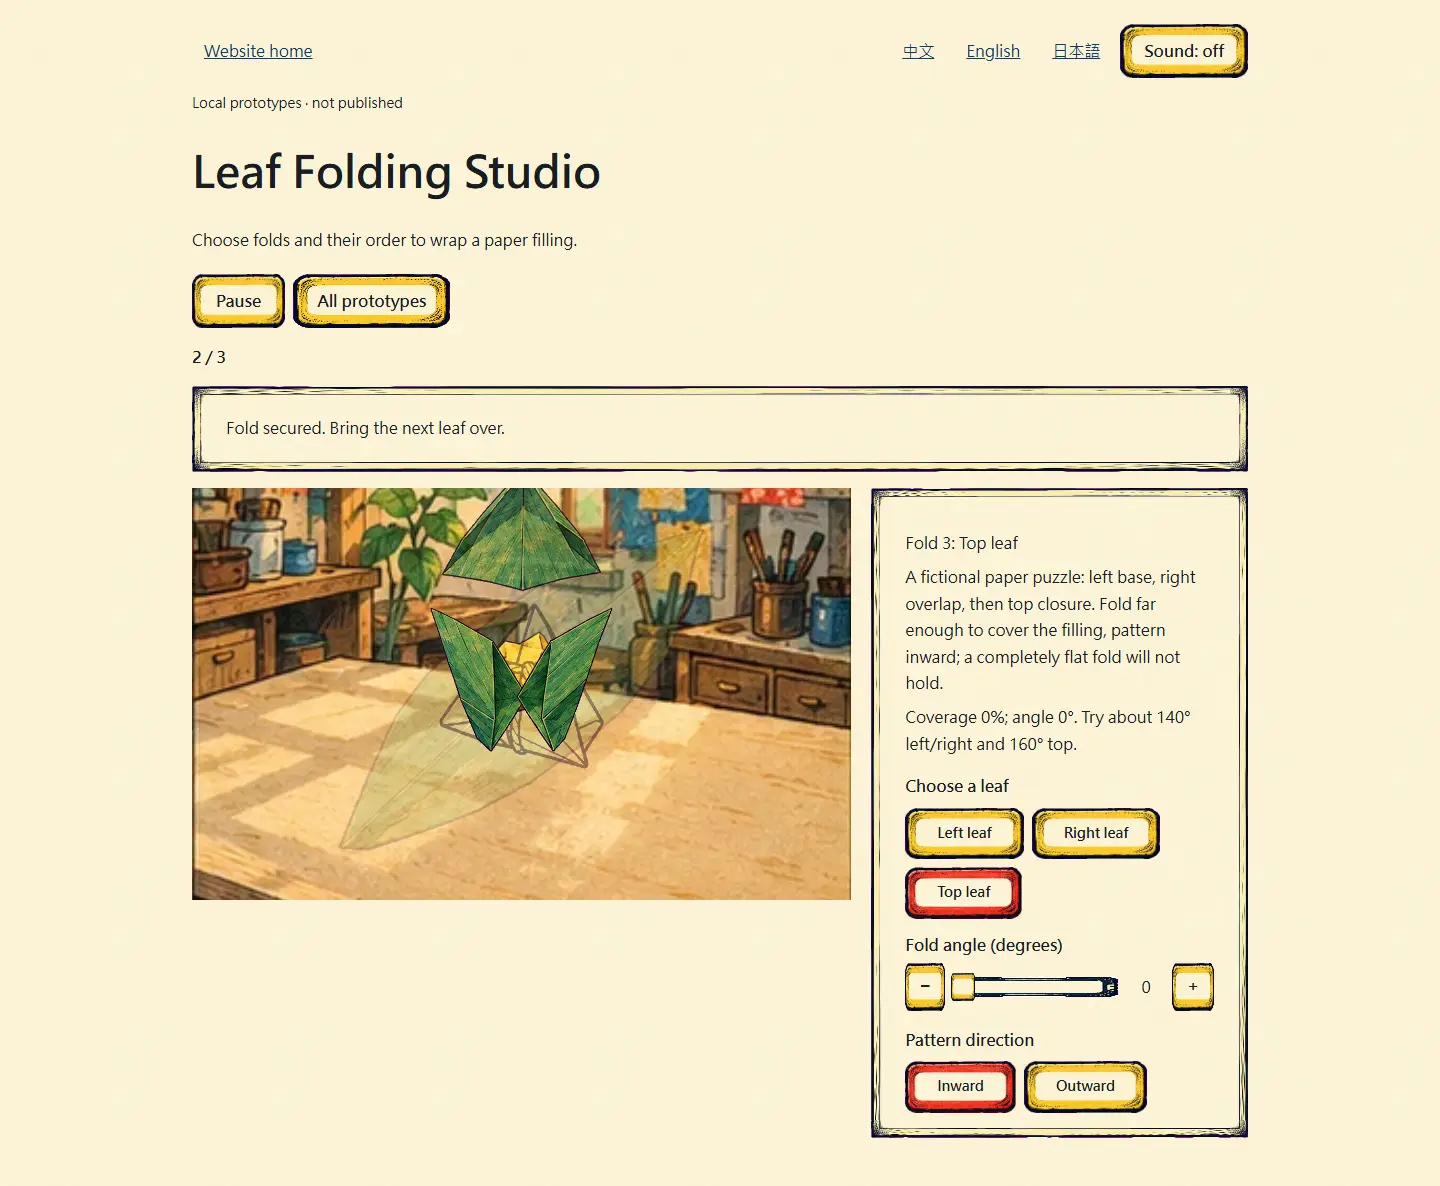 Website home
中文
English
日本語
Sound: off
Local prototypes · not published
Leaf Folding Studio
Choose folds and their order to wrap a paper filling.
Pause
All prototypes
2 / 3
Fold secured. Bring the next leaf over.
Fold 3: Top leaf
A fictional paper puzzle: left base, right
overlap, then top closure. Fold far
enough to cover the filling, pattern
inward; a completely flat fold will not
hold.
Coverage 0%; angle 0°. Try about 140°
left/right and 160° top.
Choose a leaf
Left leaf
Right leaf
Top leaf
Fold angle (degrees)
−
0
+
Pattern direction
Inward
Outward